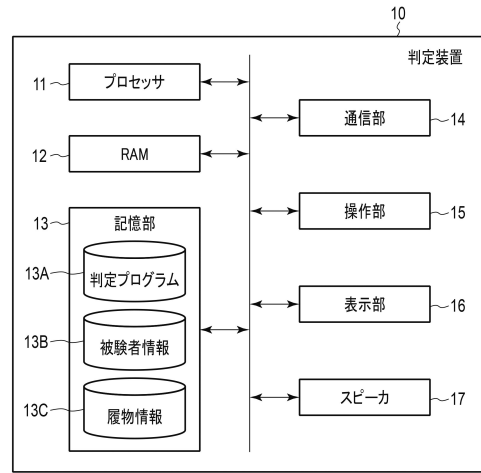 10
判定装置
11
プロセッサ
12
RAM
13
記憶部
13A
判定プログラム
13B
被験者情報
13C
履物情報
通信部
14
操作部
15
表示部
16
スピーカ
17